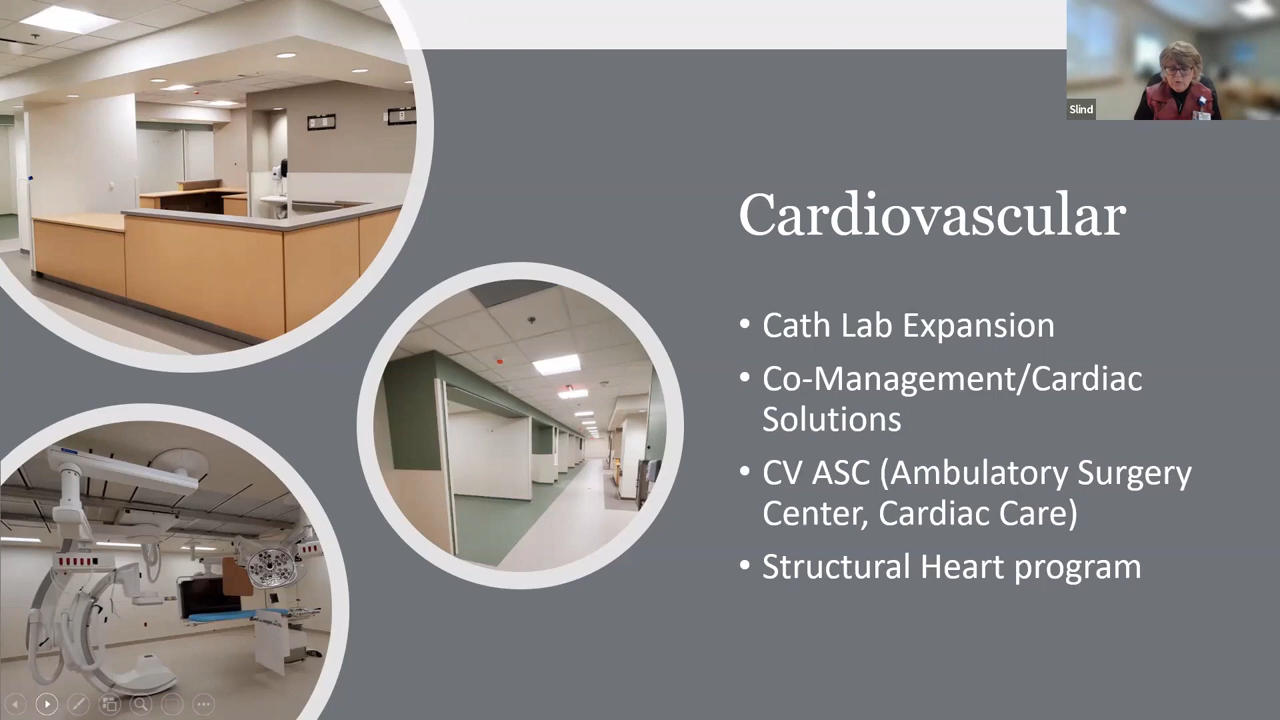 Slind
Cardiovascular
• Cath Lab Expansion
• Co-Management/Cardiac
Solutions
• CV ASC (Ambulatory Surgery
Center, Cardiac Care)
• Structural Heart program